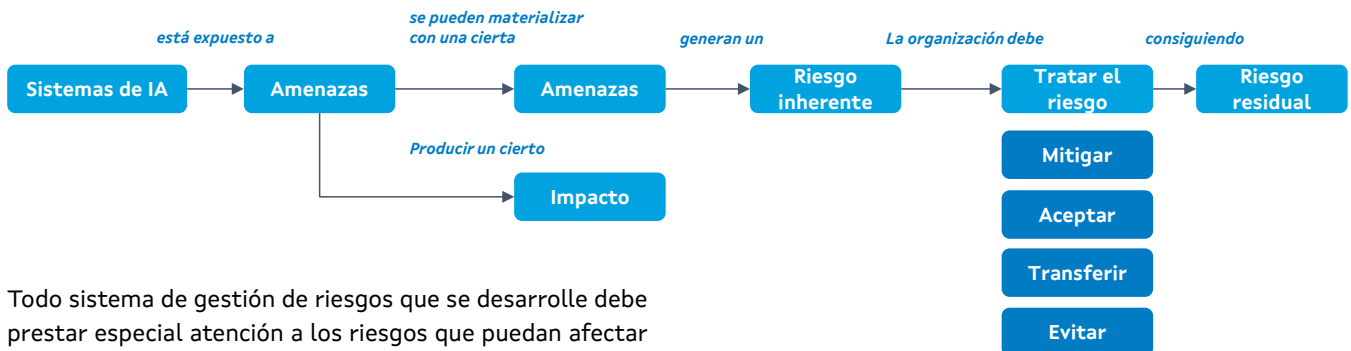 está expuesto a
se pueden materializar
con una cierta
generan un
La organización debe
consiguiendo
Sistemas de IA
Amenazas
Amenazas
Riesgo
inherente
Tratar el
riesgo
Riesgo
residual
Producir un cierto
Impacto
Mitigar
Aceptar
Transferir
Evitar
Todo sistema de gestión de riesgos que se desarrolle debe
prestar especial atención a los riesgos que puedan afectar